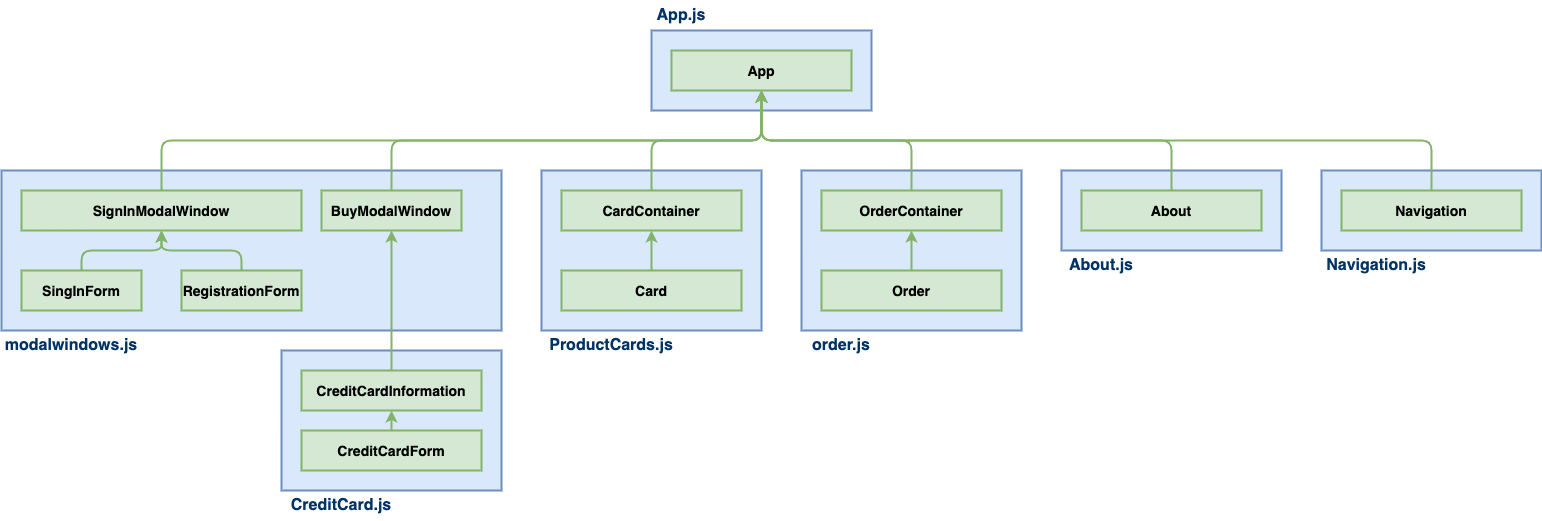 App.js
App
SignInModalWindow
BuyModalWindow
CardContainer
OrderContainer
About
Navigation
About.js
Navigation.js
SingInForm
RegistrationForm
Card
Order
modalwindows.js
ProductCards.js
order.js
CreditCardInformation
CreditCardForm
CreditCard.js